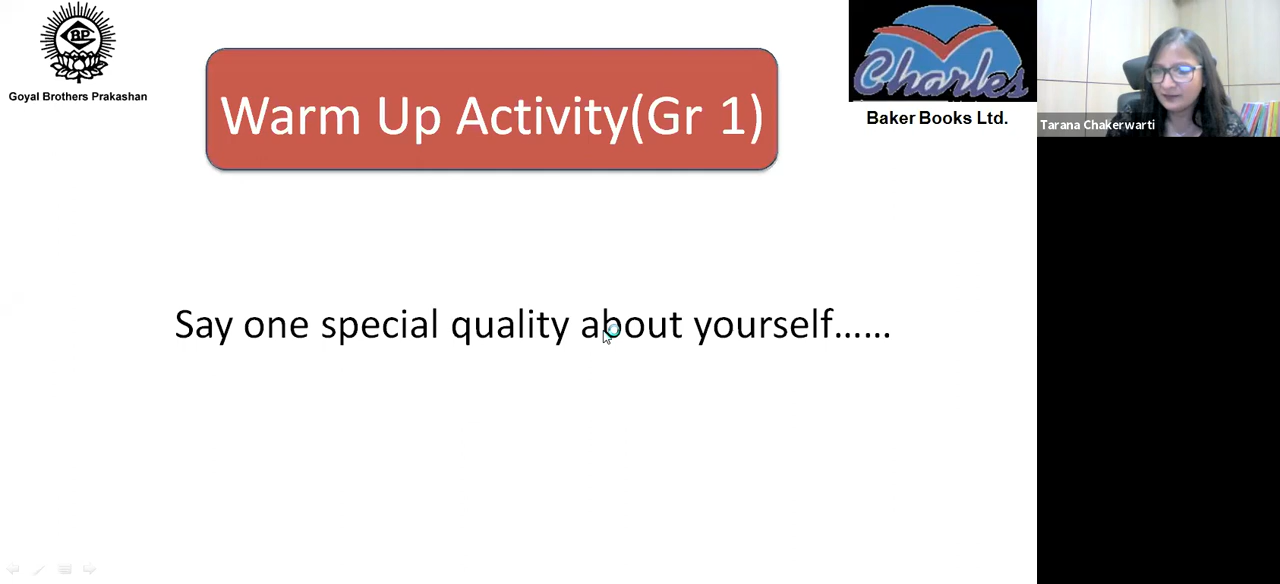 GBP
Goyal Brothers Prakashan
Warm Up Activity(Gr 1)
Charles
Baker Books Ltd.
Tarana Chakerwarti
Say one special quality about yourself......